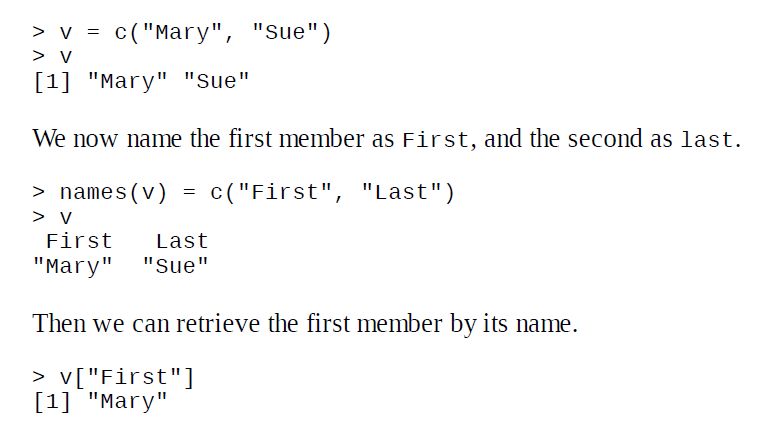 > v = c("Mary", "Sue")
> v
[1] "Mary" "Sue"
We now name the first member as First, and the second as last.
> names(v) = c("First", "Last")
> v
 First   Last
"Mary"  "Sue"
Then we can retrieve the first member by its name.
> v["First"]
[1] "Mary"